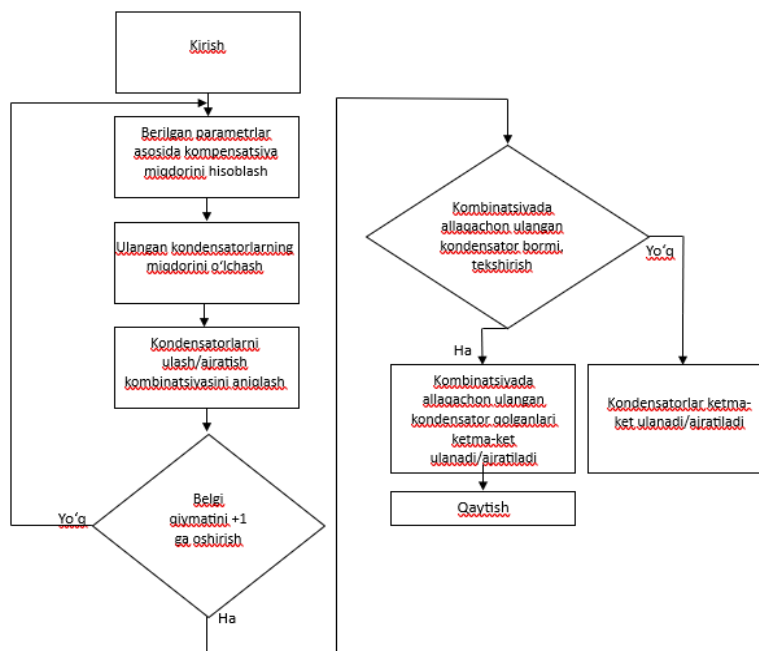 Kirish
Berilgan parametrlar
asosida kompensatsiya
miqdorini hisoblash
Ulangan kondensatorlarning
miqdorini o‘lchash
Kondensatorlarni
ulash/ajratish
kombinatsiyasini aniqlash
Belgi
qiymatini +1
ga oshirish
Yo‘q
Ha
Kombinatsiyada
allaqachon ulangan
kondensator bormi,
tekshirish
Yo‘q
Ha
Kombinatsiyada
allaqachon ulangan
kondensator qolganlari
ketma-ket
ulanadi/ajratiladi
Kondensatorlar ketma-
ket ulanadi/ajratiladi
Qaytish